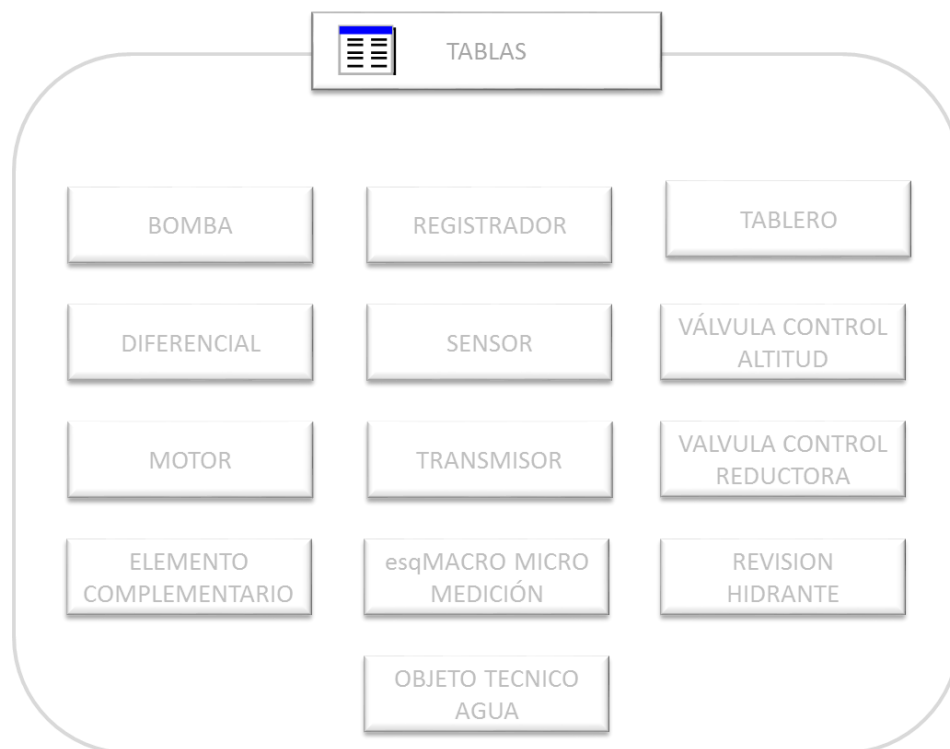 TABLAS
BOMBA
REGISTRADOR
TABLERO
DIFERENCIAL
SENSOR
VÁLVULA CONTROL
ALTITUD
MOTOR
TRANSMISOR
VALVULA CONTROL
REDUCTORA
ELEMENTO
COMPLEMENTARIO
esqMACRO MICRO
MEDICIÓN
REVISION
HIDRANTE
OBJETO TECNICO
AGUA